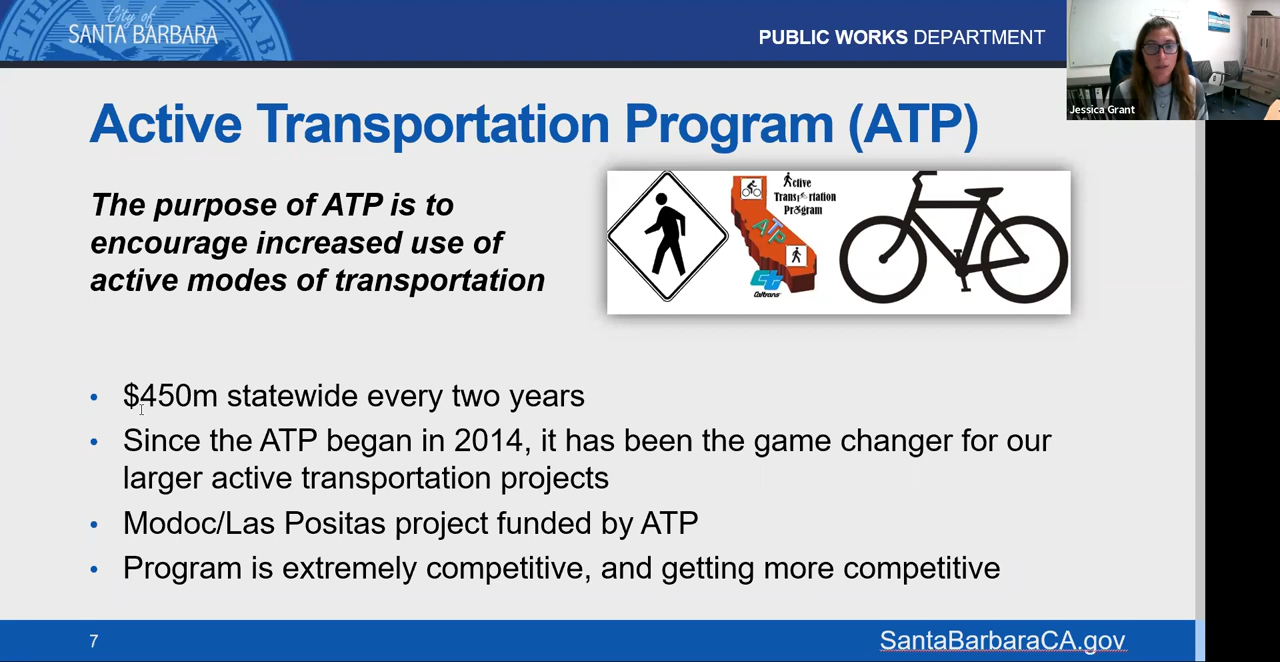 City of
SANTA BARBARA
PUBLIC WORKS DEPARTMENT
Jessica Grant
Active Transportation Program (ATP)
The purpose of ATP is to
encourage increased use of
active modes of transportation
Active
Transportation
Program
ATP
ct
Caltrans
• $450m statewide every two years
• Since the ATP began in 2014, it has been the game changer for our
larger active transportation projects
• Modoc/Las Positas project funded by ATP
• Program is extremely competitive, and getting more competitive
7
SantaBarbaraCA.gov